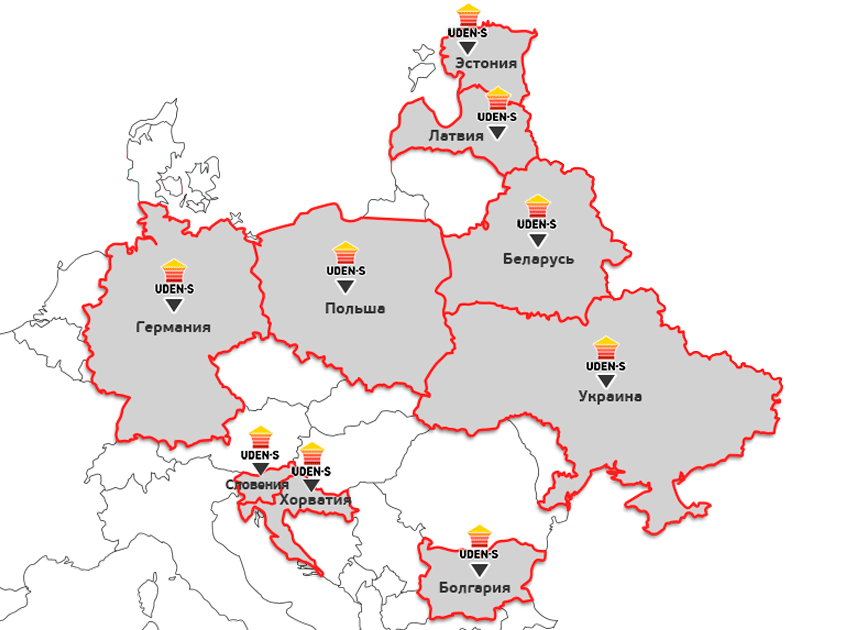 UDEN-S
Эстония
UDEN-S
Латвия
UDEN-S
Беларусь
UDEN-S
Польша
UDEN-S
Германия
UDEN-S
Украина
UDEN-S
Словения
UDEN-S
Хорватия
UDEN-S
Болгария